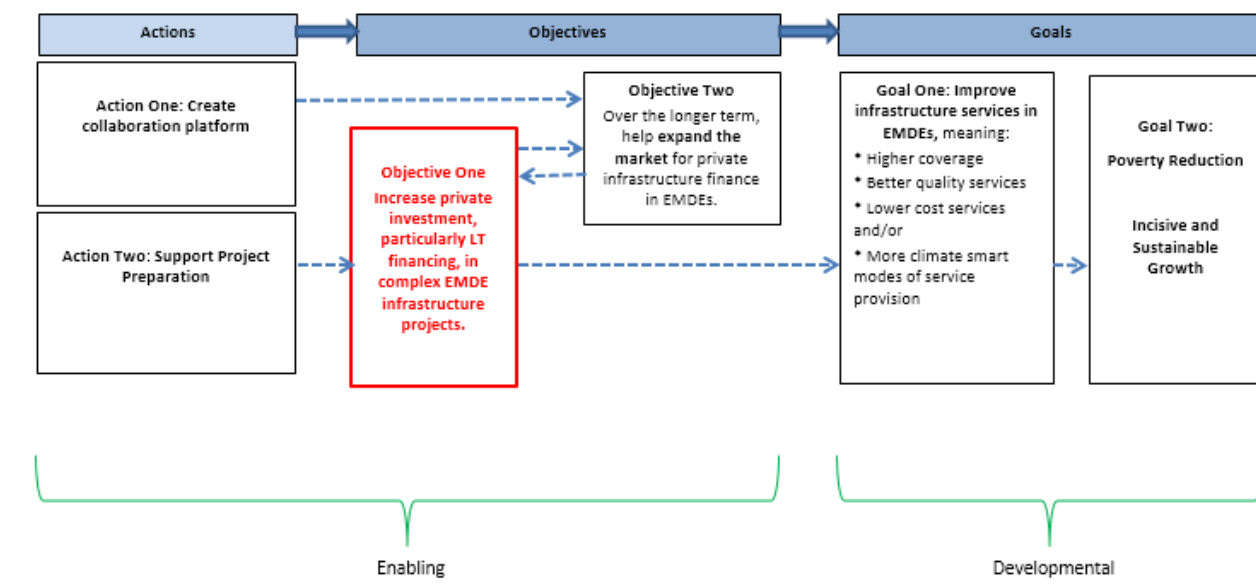 Actions
Objectives
Goals
Action One: Create
collaboration platform
Action Two: Support Project
Preparation
Objective One
Increase private
investment,
particularly LT
financing, in
complex EMDE
infrastructure
projects.
Objective Two
Over the longer term,
help expand the
market for private
infrastructure finance
in EMDEs.
Goal One: Improve
infrastructure services in
EMDEs, meaning:
* Higher coverage
* Better quality services
* Lower cost services
and/or
* More climate smart
modes of service
provision
Goal Two:
Poverty Reduction
Incisive and
Sustainable
Growth
Enabling
Developmental